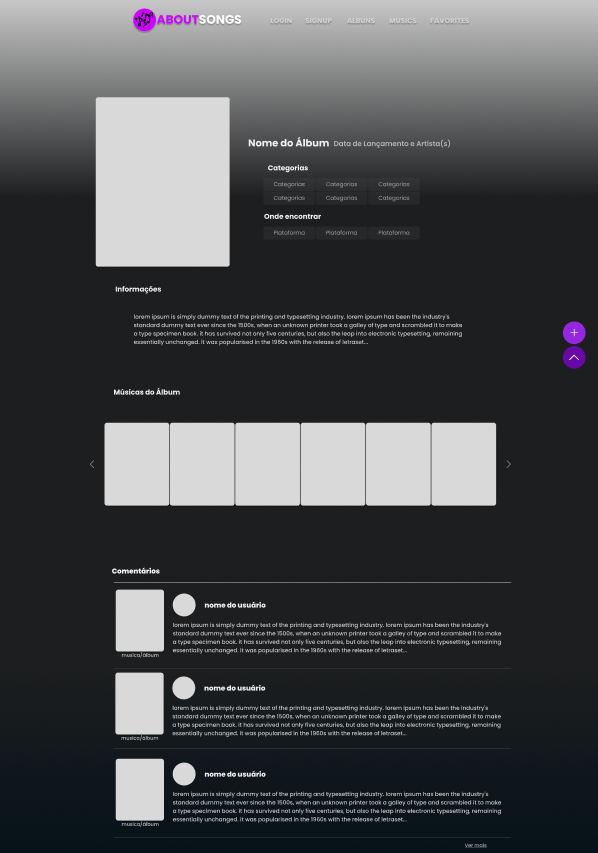 ABOUTSONGS
LOGIN SIGNUP ALBUNS MUSICS FAVORITES
Nome do Álbum Data de Lançamento e Artista(s)
Categorias
Categorias Categorias Categorias
Categorias Categorias Categorias
Onde encontrar
Plataforma Plataforma Plataforma
Informações
lorem ipsum is simply dummy text of the printing and typesetting industry. lorem ipsum has been the industry's
standard dummy text ever since the 1500s, when an unknown printer took a galley of type and scrambled it to make
a type specimen book. it has survived not only five centuries, but also the leap into electronic typesetting, remaining
essentially unchanged. it was popularised in the 1960s with the release of letraset...
Músicas do Álbum
Comentários
nome do usuário
lorem ipsum is simply dummy text of the printing and typesetting industry. lorem ipsum has been the industry's
standard dummy text ever since the 1500s, when an unknown printer took a galley of type and scrambled it to make
a type specimen book. it has survived not only five centuries, but also the leap into electronic typesetting, remaining
essentially unchanged. it was popularised in the 1960s with the release of letraset...
musica/álbum
nome do usuário
lorem ipsum is simply dummy text of the printing and typesetting industry. lorem ipsum has been the industry's
standard dummy text ever since the 1500s, when an unknown printer took a galley of type and scrambled it to make
a type specimen book. it has survived not only five centuries, but also the leap into electronic typesetting, remaining
essentially unchanged. it was popularised in the 1960s with the release of letraset...
musica/álbum
nome do usuário
lorem ipsum is simply dummy text of the printing and typesetting industry. lorem ipsum has been the industry's
standard dummy text ever since the 1500s, when an unknown printer took a galley of type and scrambled it to make
a type specimen book. it has survived not only five centuries, but also the leap into electronic typesetting, remaining
essentially unchanged. it was popularised in the 1960s with the release of letraset...
musica/álbum
Ver mais